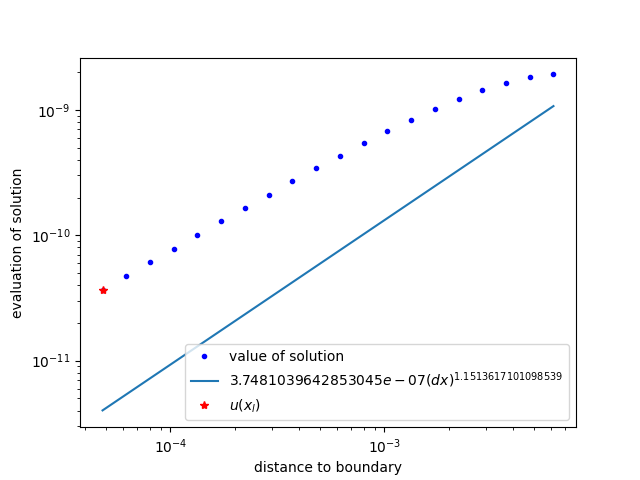 10⁻⁹
10⁻¹⁰
10⁻¹¹
evaluation of solution
value of solution
3.7481039642853045e − 07(dx)^1.1513617101098539
u(x_l)
10⁻⁴
10⁻³
distance to boundary